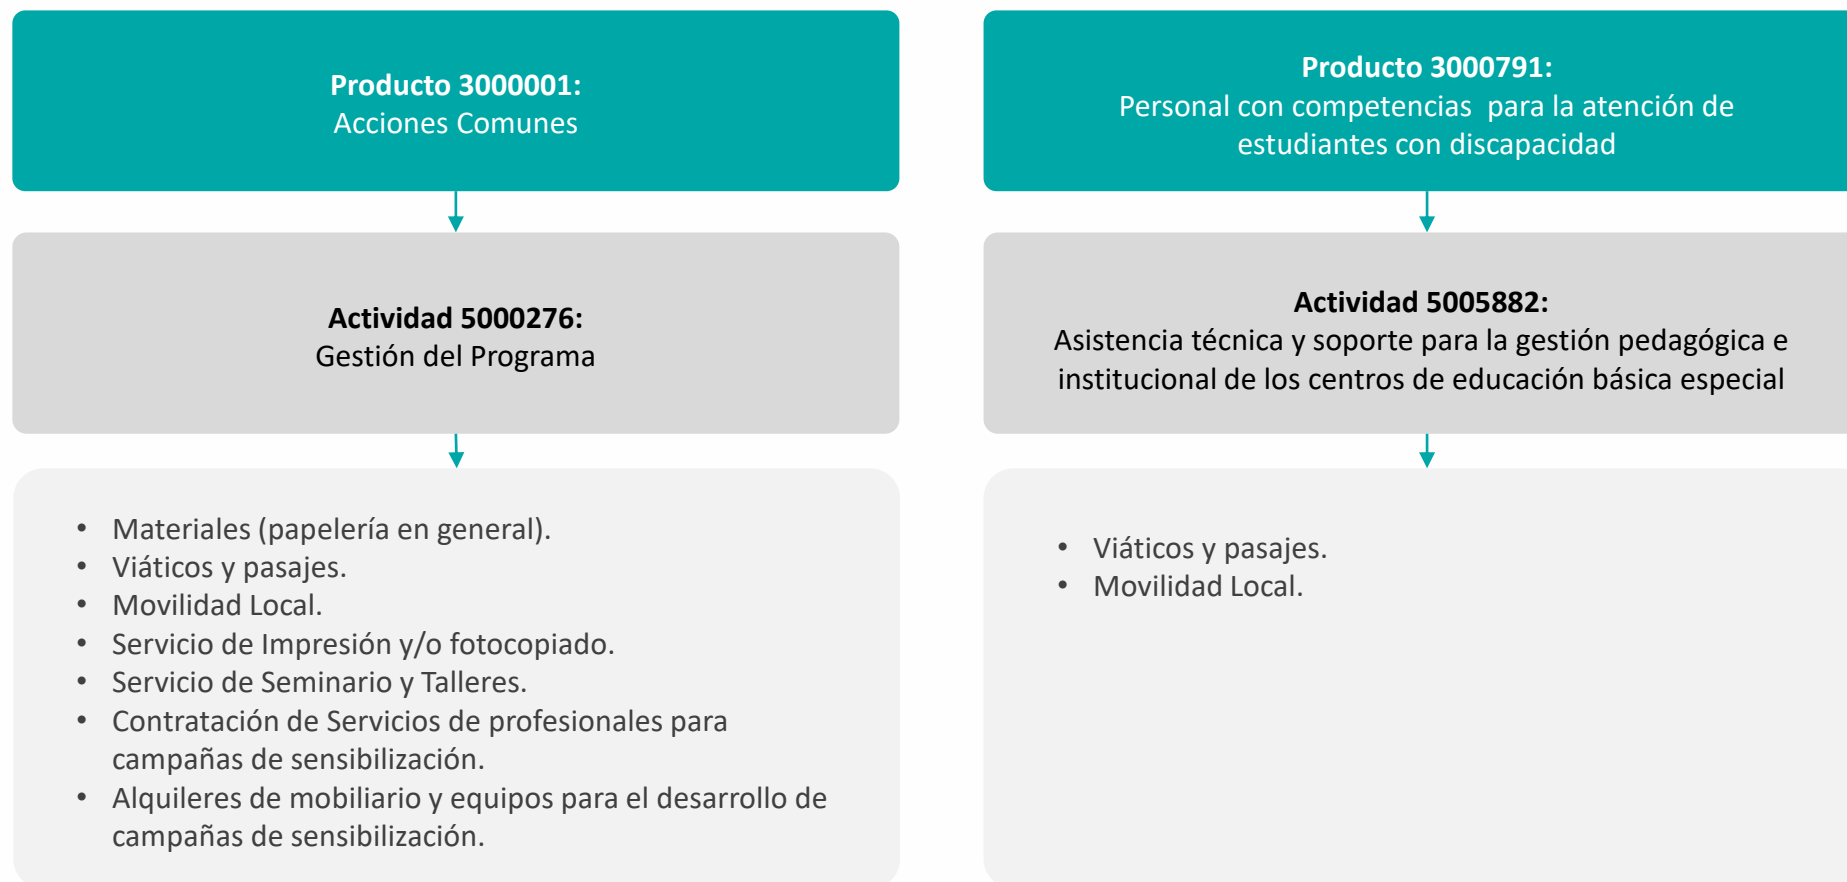 Producto 3000001:
Acciones Comunes
Actividad 5000276:
Gestión del Programa
• Materiales (papelería en general).
• Viáticos y pasajes.
• Movilidad Local.
• Servicio de Impresión y/o fotocopiado.
• Servicio de Seminario y Talleres.
• Contratación de Servicios de profesionales para
campañas de sensibilización.
• Alquileres de mobiliario y equipos para el desarrollo de
campañas de sensibilización.
Producto 3000791:
Personal con competencias  para la atención de
estudiantes con discapacidad
Actividad 5005882:
Asistencia técnica y soporte para la gestión pedagógica e
institucional de los centros de educación básica especial
• Viáticos y pasajes.
• Movilidad Local.